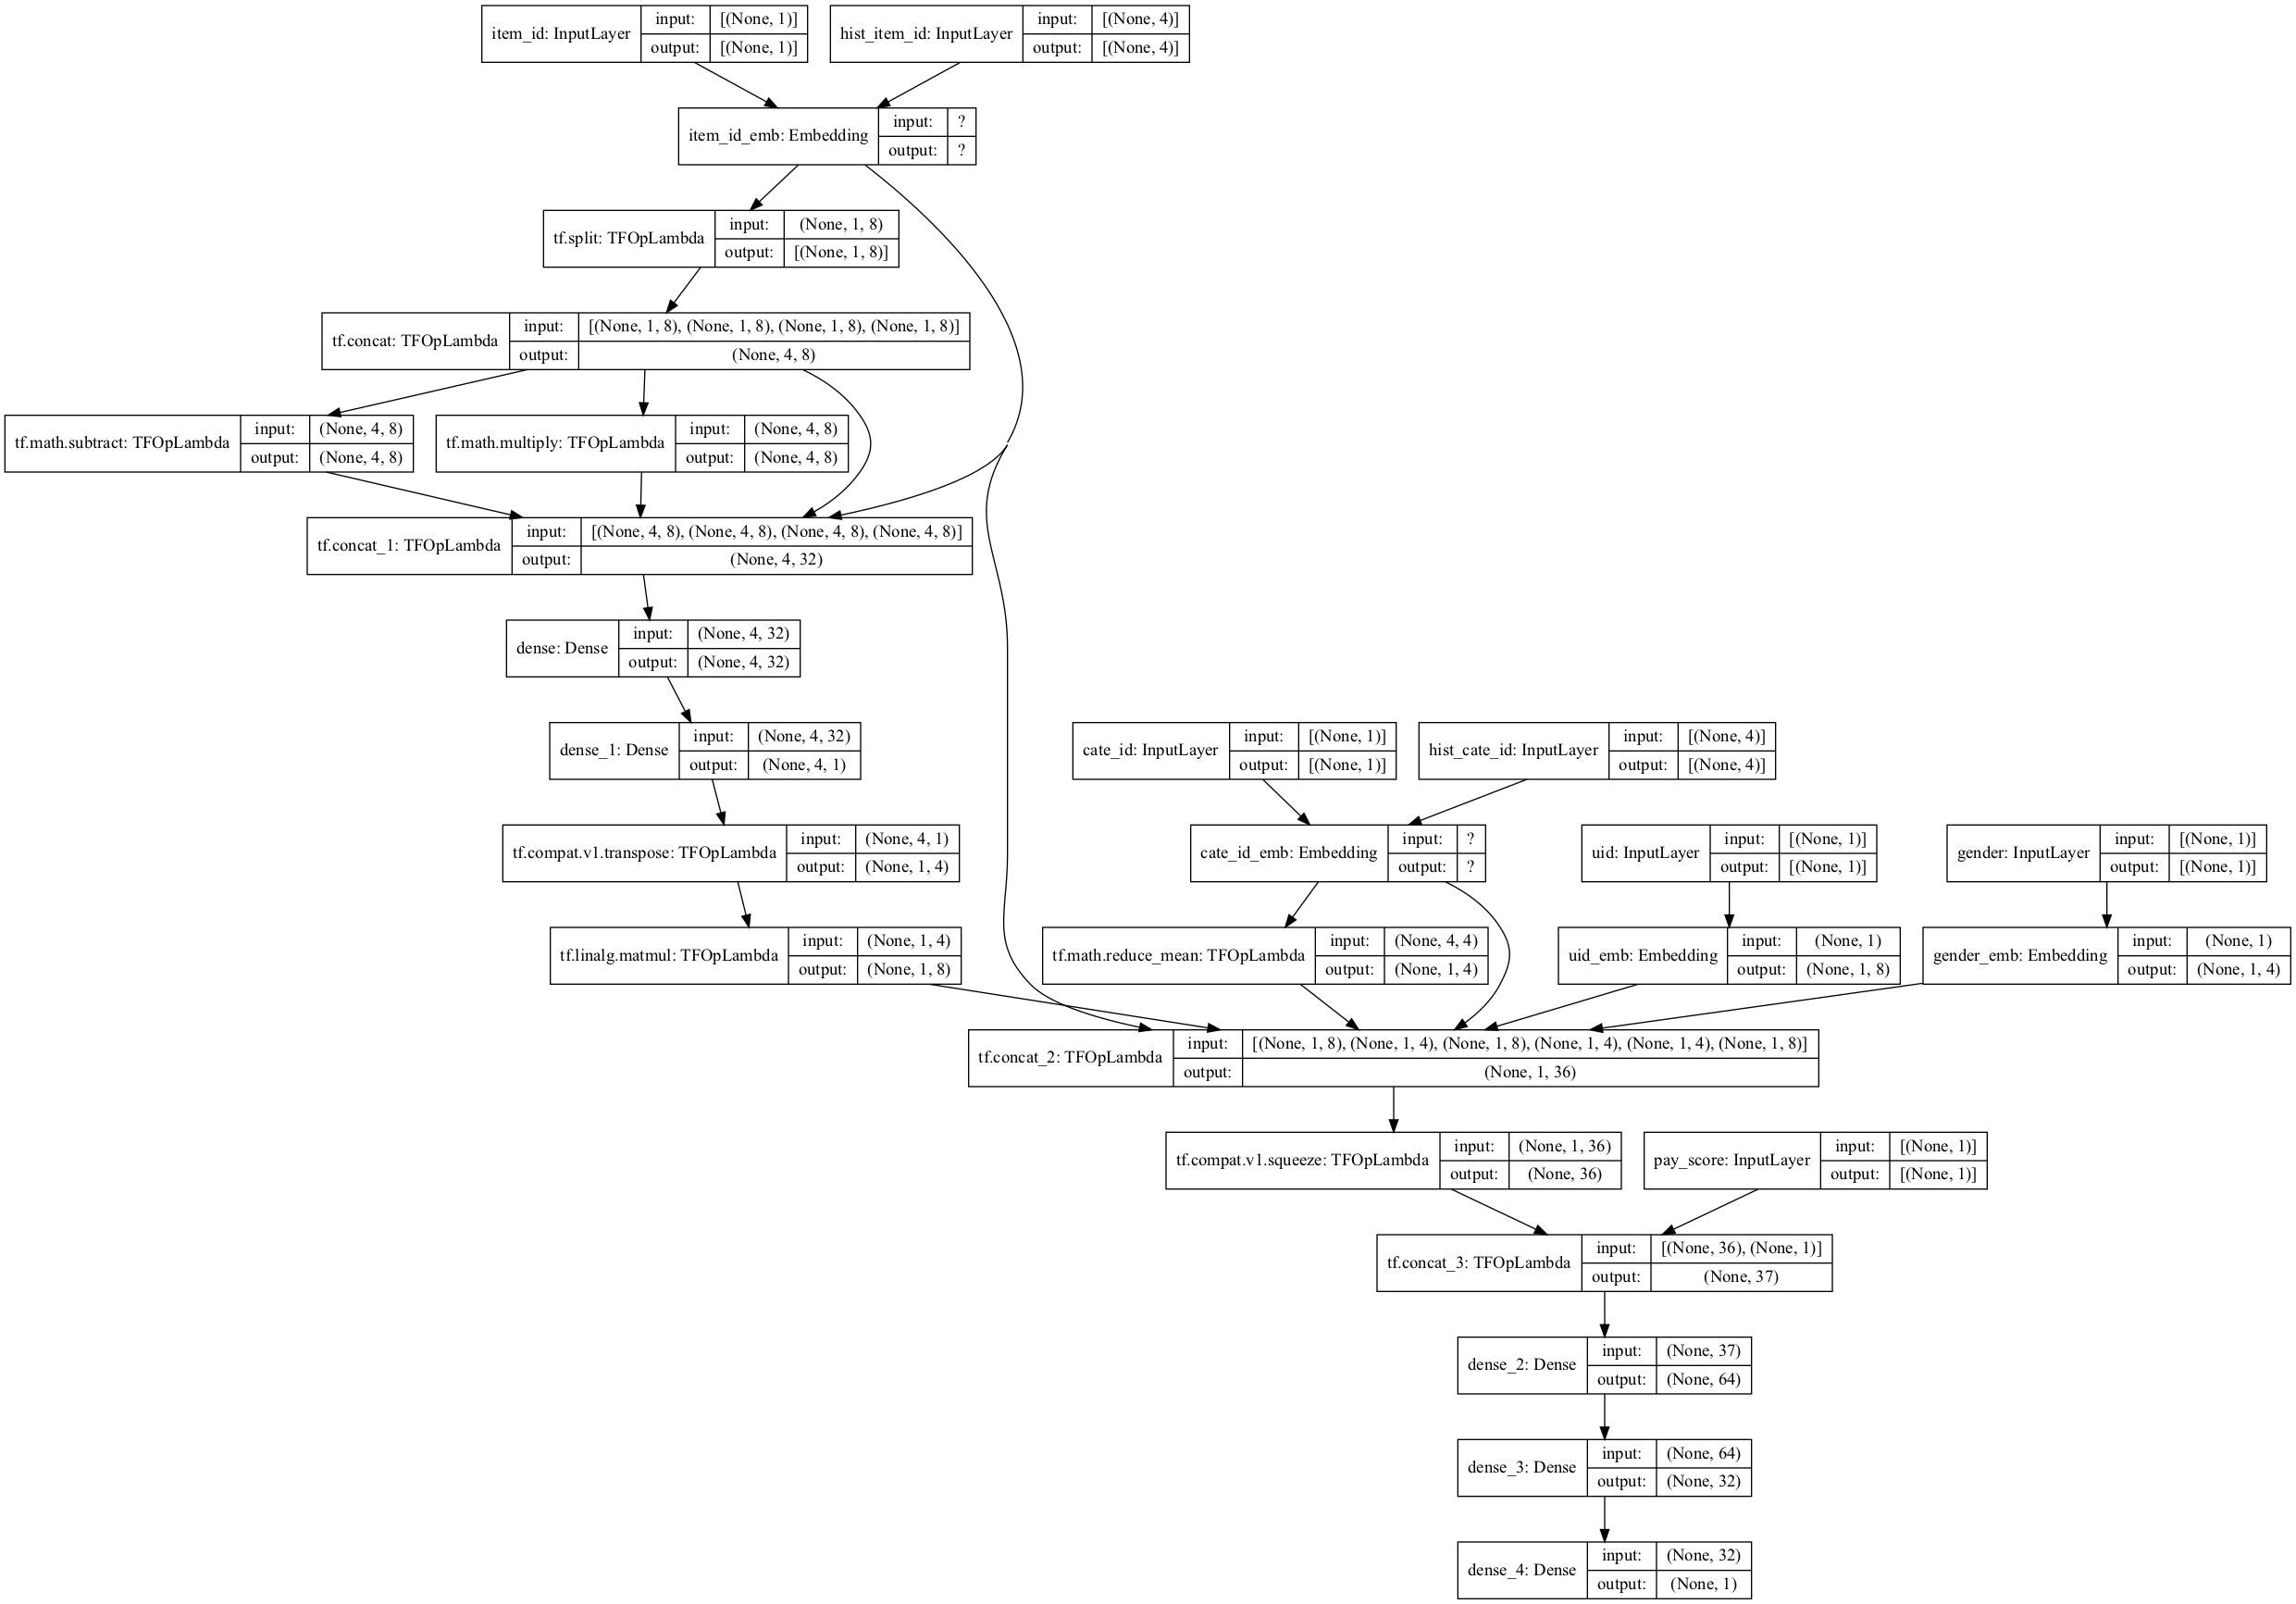 item_id: InputLayer
input:
[(None, 1)]
output:
[(None, 1)]
hist_item_id: InputLayer
input:
[(None, 4)]
output:
[(None, 4)]
item_id_emb: Embedding
input:
?
output:
?
tf.split: TFOpLambda
input:
(None, 1, 8)
output:
[(None, 1, 8)]
tf.concat: TFOpLambda
input:
[(None, 1, 8), (None, 1, 8), (None, 1, 8), (None, 1, 8)]
output:
(None, 4, 8)
tf.math.subtract: TFOpLambda
input:
(None, 4, 8)
output:
(None, 4, 8)
tf.math.multiply: TFOpLambda
input:
(None, 4, 8)
output:
(None, 4, 8)
tf.concat_1: TFOpLambda
input:
[(None, 4, 8), (None, 4, 8), (None, 4, 8), (None, 4, 8)]
output:
(None, 4, 32)
dense: Dense
input:
(None, 4, 32)
output:
(None, 4, 32)
dense_1: Dense
input:
(None, 4, 32)
output:
(None, 4, 1)
cate_id: InputLayer
input:
[(None, 1)]
output:
[(None, 1)]
hist_cate_id: InputLayer
input:
[(None, 4)]
output:
[(None, 4)]
tf.compat.v1.transpose: TFOpLambda
input:
(None, 4, 1)
output:
(None, 1, 4)
cate_id_emb: Embedding
input:
?
output:
?
uid: InputLayer
input:
[(None, 1)]
output:
[(None, 1)]
gender: InputLayer
input:
[(None, 1)]
output:
[(None, 1)]
tf.linalg.matmul: TFOpLambda
input:
(None, 1, 4)
output:
(None, 1, 8)
tf.math.reduce_mean: TFOpLambda
input:
(None, 4, 4)
output:
(None, 1, 4)
uid_emb: Embedding
input:
(None, 1)
output:
(None, 1, 8)
gender_emb: Embedding
input:
(None, 1)
output:
(None, 1, 4)
tf.concat_2: TFOpLambda
input:
[(None, 1, 8), (None, 1, 4), (None, 1, 8), (None, 1, 4), (None, 1, 4), (None, 1, 8)]
output:
(None, 1, 36)
tf.compat.v1.squeeze: TFOpLambda
input:
(None, 1, 36)
output:
(None, 36)
pay_score: InputLayer
input:
[(None, 1)]
output:
[(None, 1)]
tf.concat_3: TFOpLambda
input:
[(None, 36), (None, 1)]
output:
(None, 37)
dense_2: Dense
input:
(None, 37)
output:
(None, 64)
dense_3: Dense
input:
(None, 64)
output:
(None, 32)
dense_4: Dense
input:
(None, 32)
output:
(None, 1)